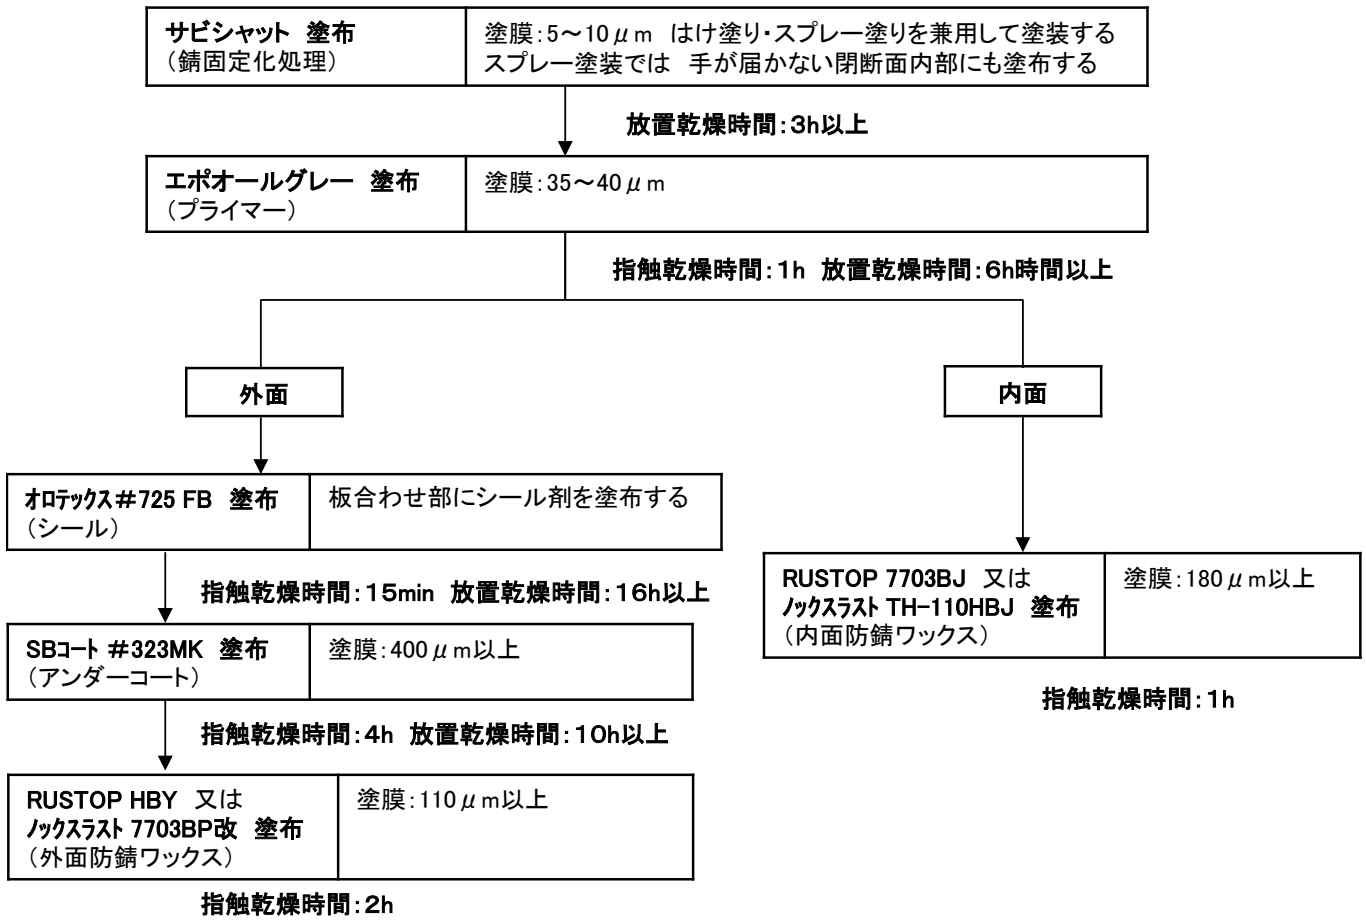 サビシャット 塗布
(錆固定化処理)
塗膜:5～10μm はけ塗り・スプレー塗りを兼用して塗装する
スプレー塗装では 手が届かない閉断面内部にも塗布する
放置乾燥時間:3h以上
エポオールグレー 塗布
(プライマー)
塗膜:35～40μm
指触乾燥時間:1h 放置乾燥時間:6h時間以上
外面
内面
オロテックス#725 FB 塗布
(シール)
板合わせ部にシール剤を塗布する
指触乾燥時間:15min 放置乾燥時間:16h以上
SBコート #323MK 塗布
(アンダーコート)
塗膜:400μm以上
指触乾燥時間:4h 放置乾燥時間:10h以上
RUSTOP HBY 又は
ノックスラスト 7703BP改 塗布
(外面防錆ワックス)
塗膜:110μm以上
指触乾燥時間:2h
RUSTOP 7703BJ 又は
ノックスラスト TH-110HBJ 塗布
(内面防錆ワックス)
塗膜:180μm以上
指触乾燥時間:1h